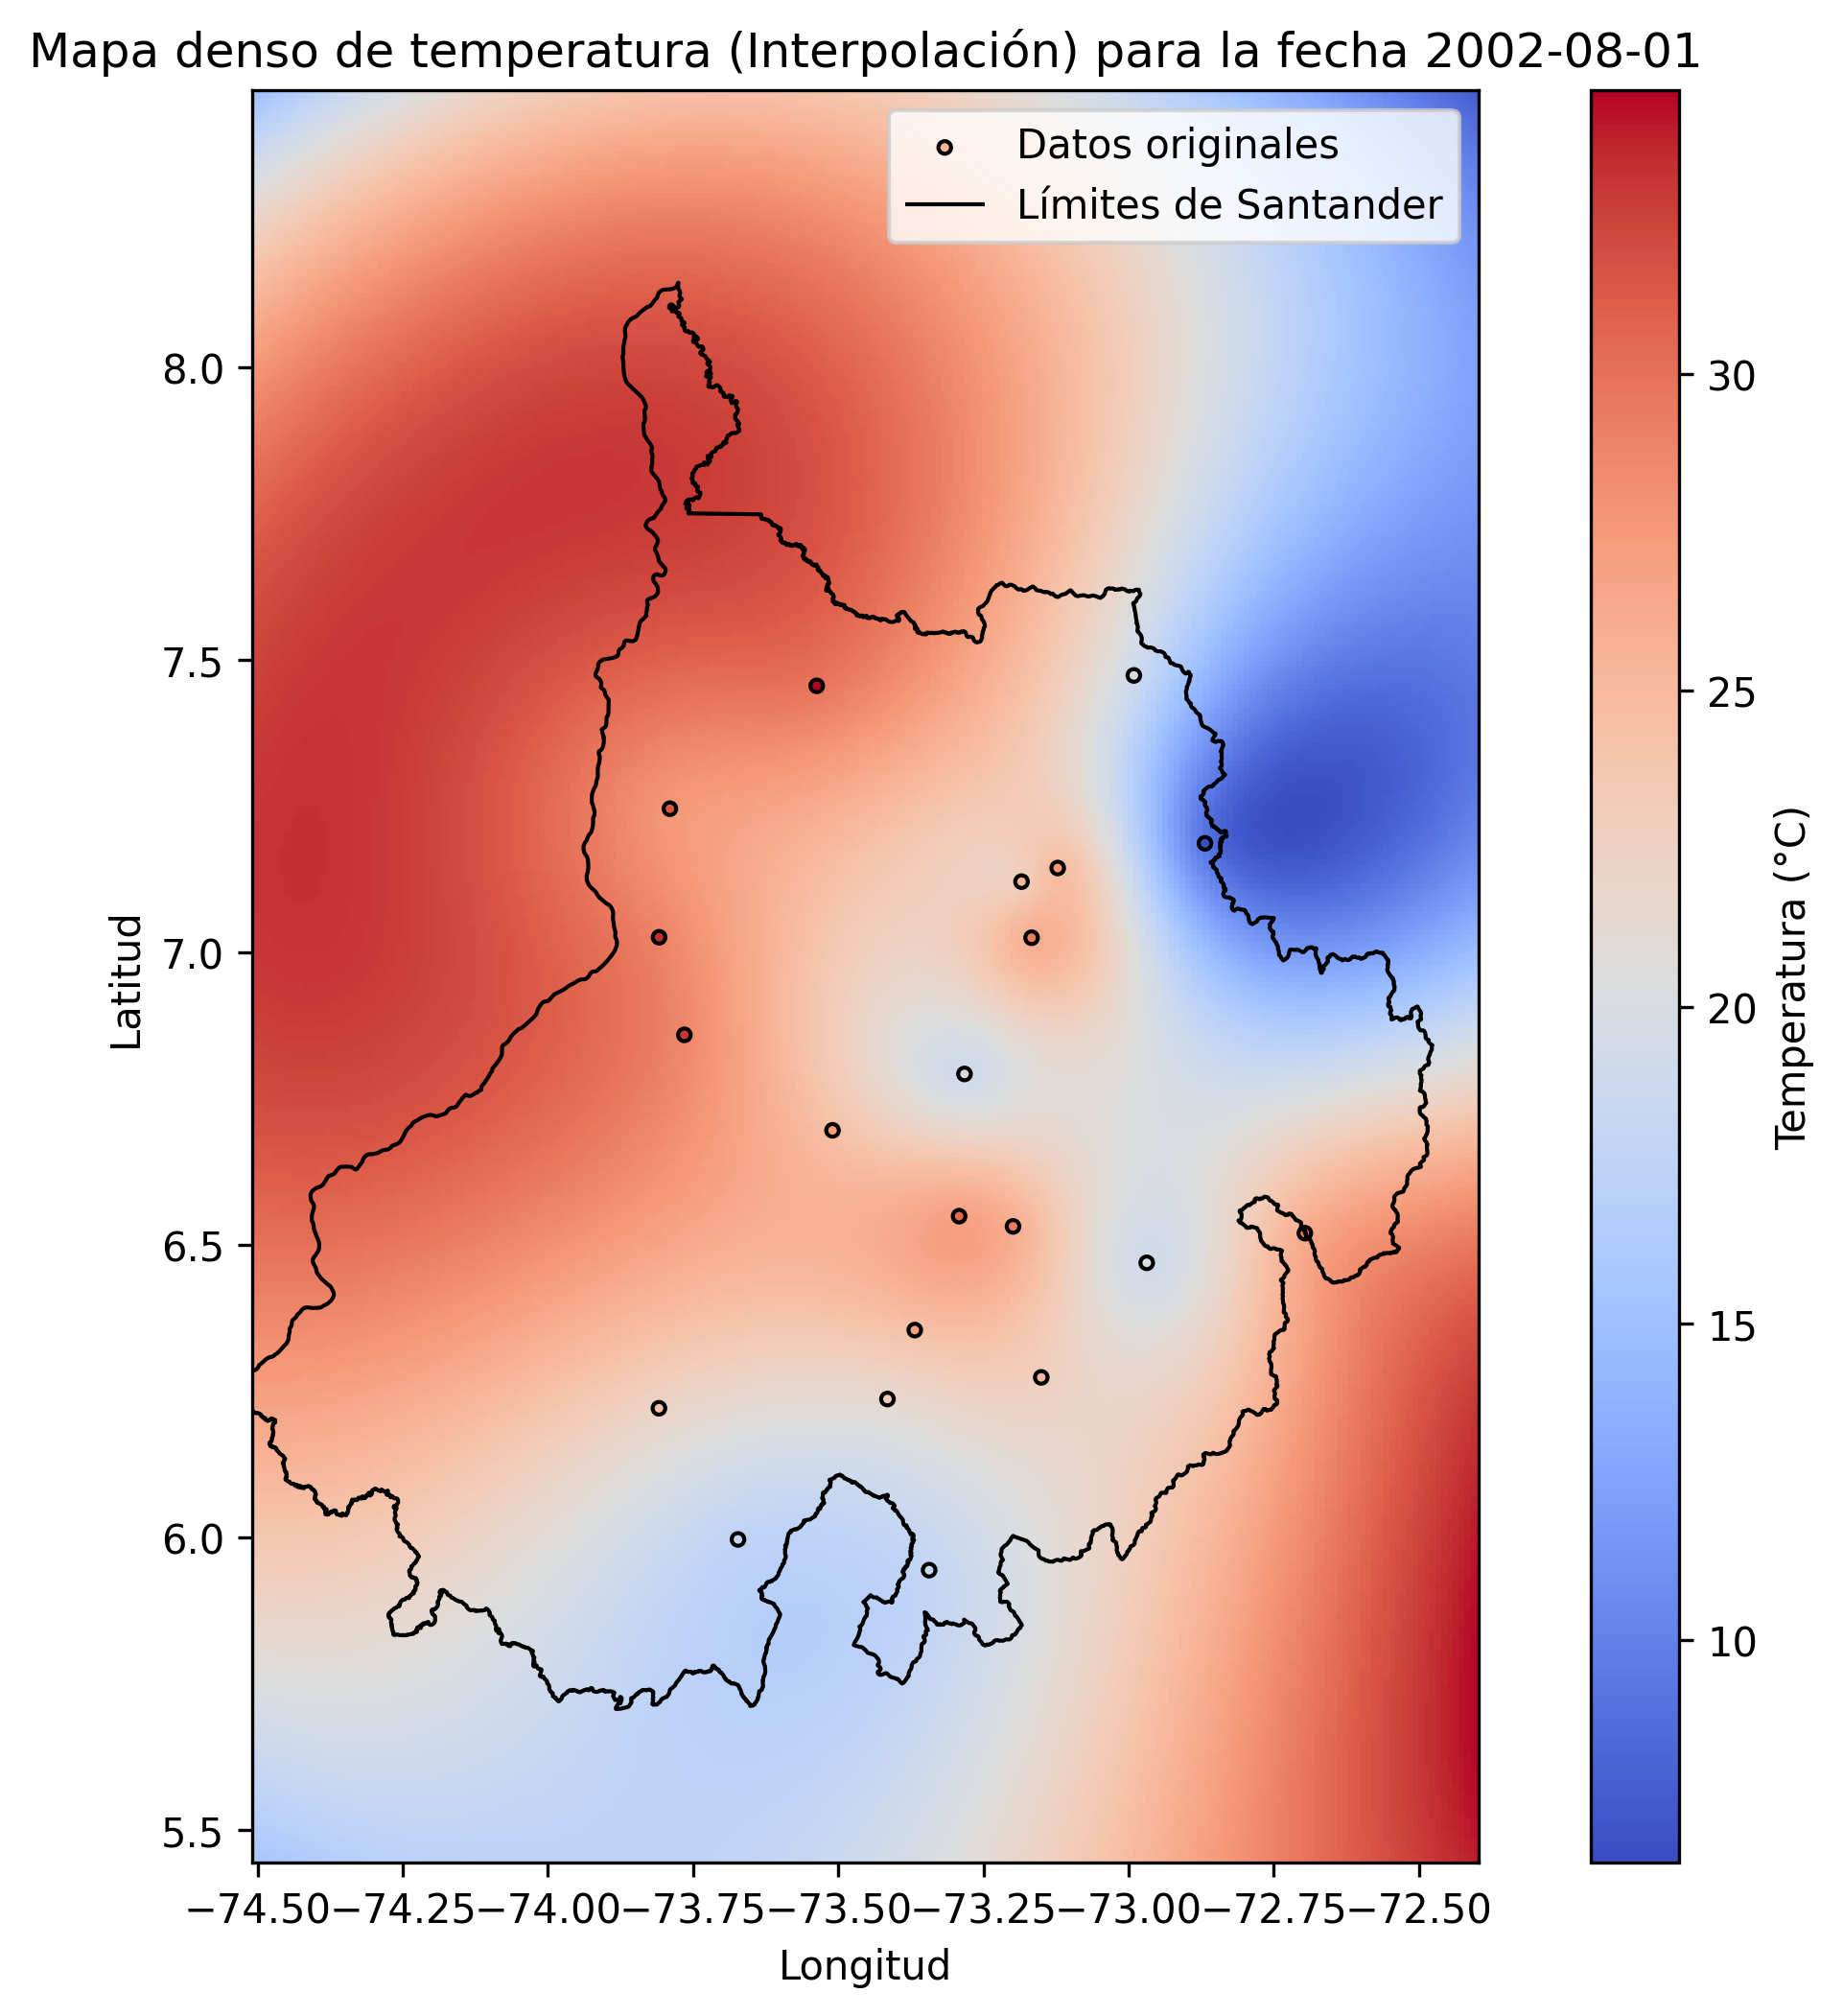 Mapa denso de temperatura (Interpolación) para la fecha 2002-08-01
Datos originales
Límites de Santander
8.0
7.5
7.0
6.5
6.0
5.5
Latitud
−74.50 −74.25 −74.00 −73.75 −73.50 −73.25 −73.00 −72.75 −72.50
Longitud
30
25
20
15
10
Temperatura (°C)